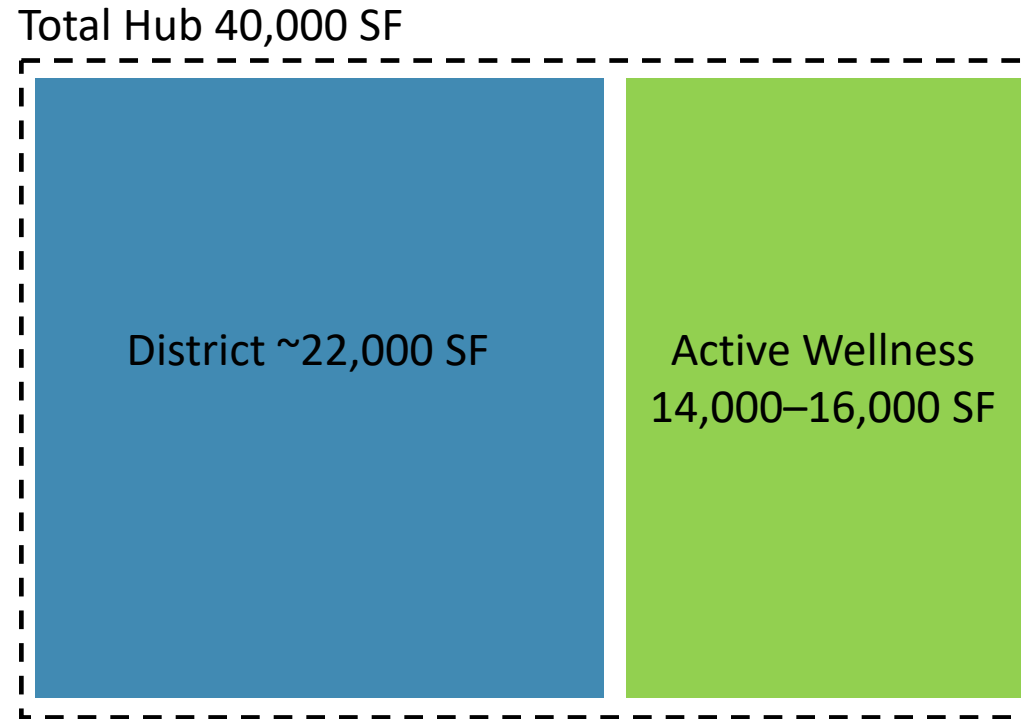 Total Hub 40,000 SF
District ~22,000 SF
Active Wellness
14,000–16,000 SF